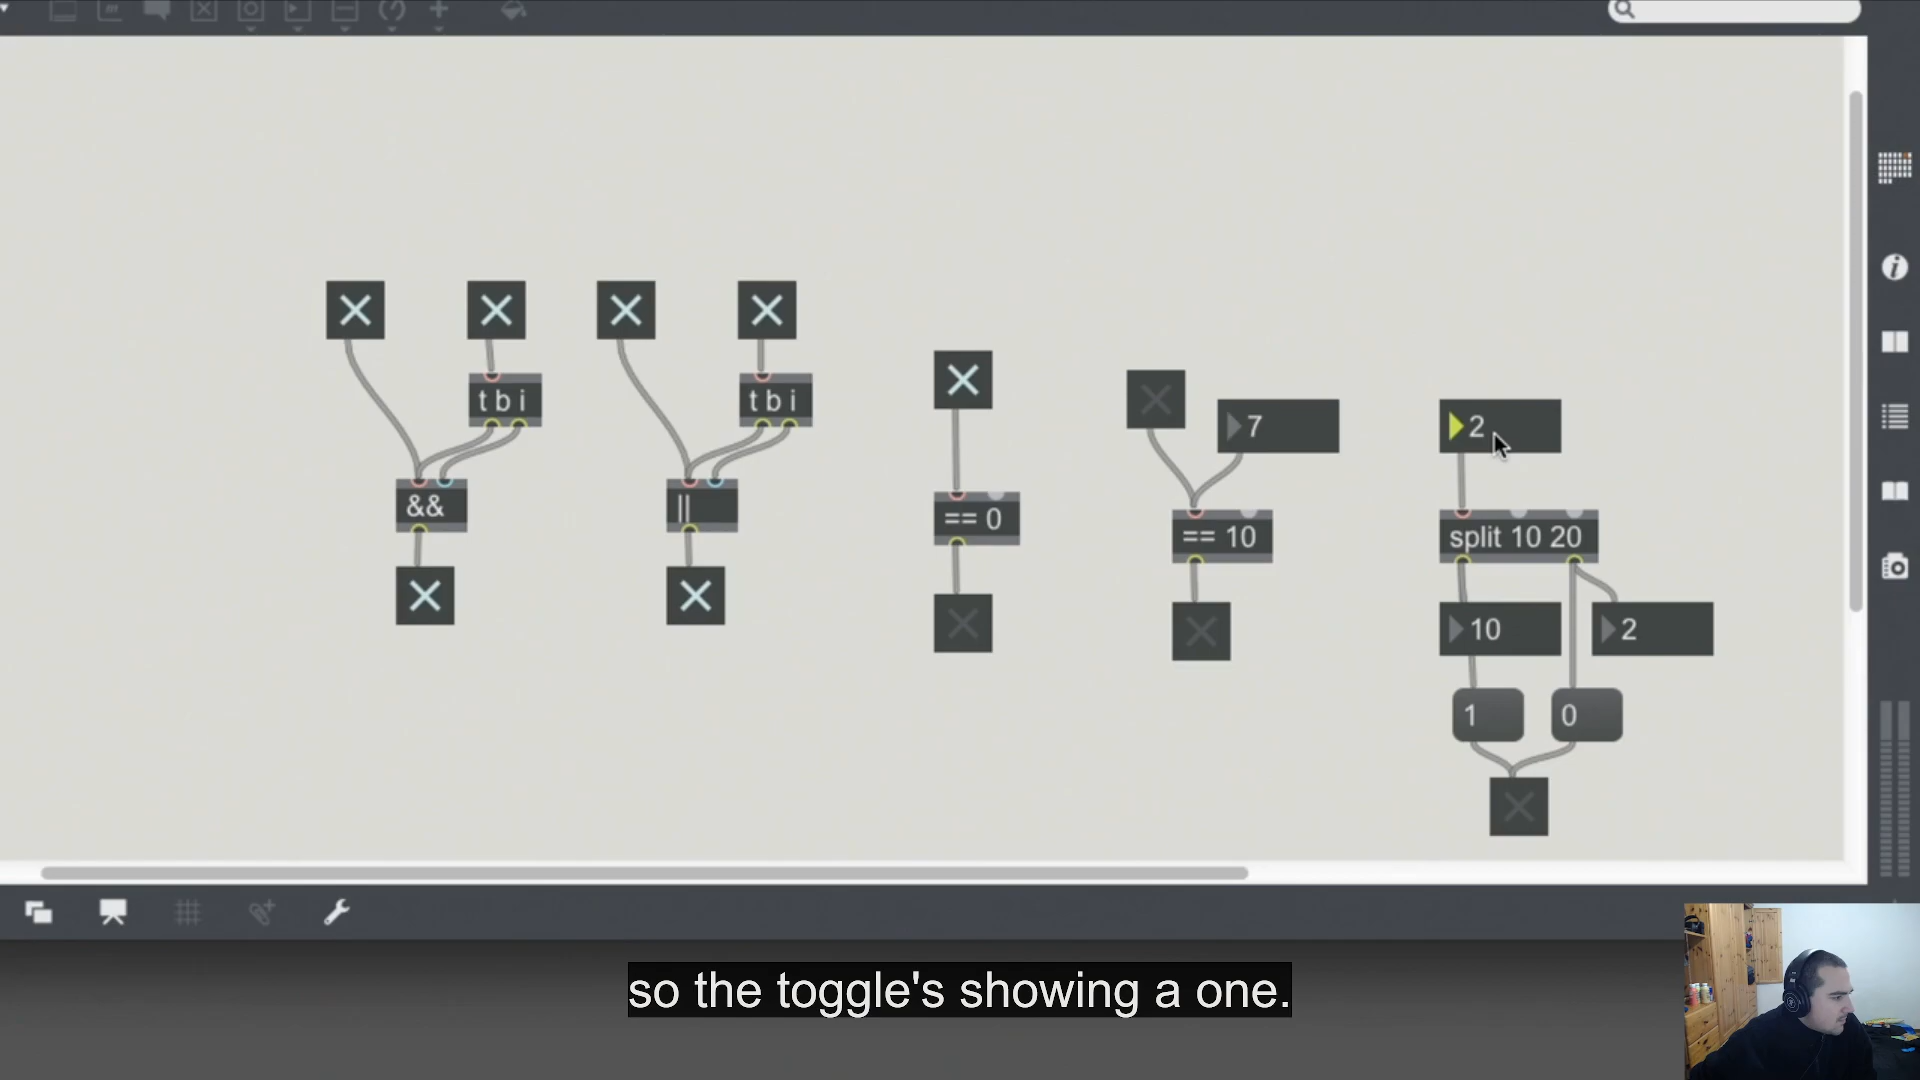 t b i
t b i
7
2
&&
||
== 0
== 10
split 10 20
10
2
1
0
so the toggle's showing a one.